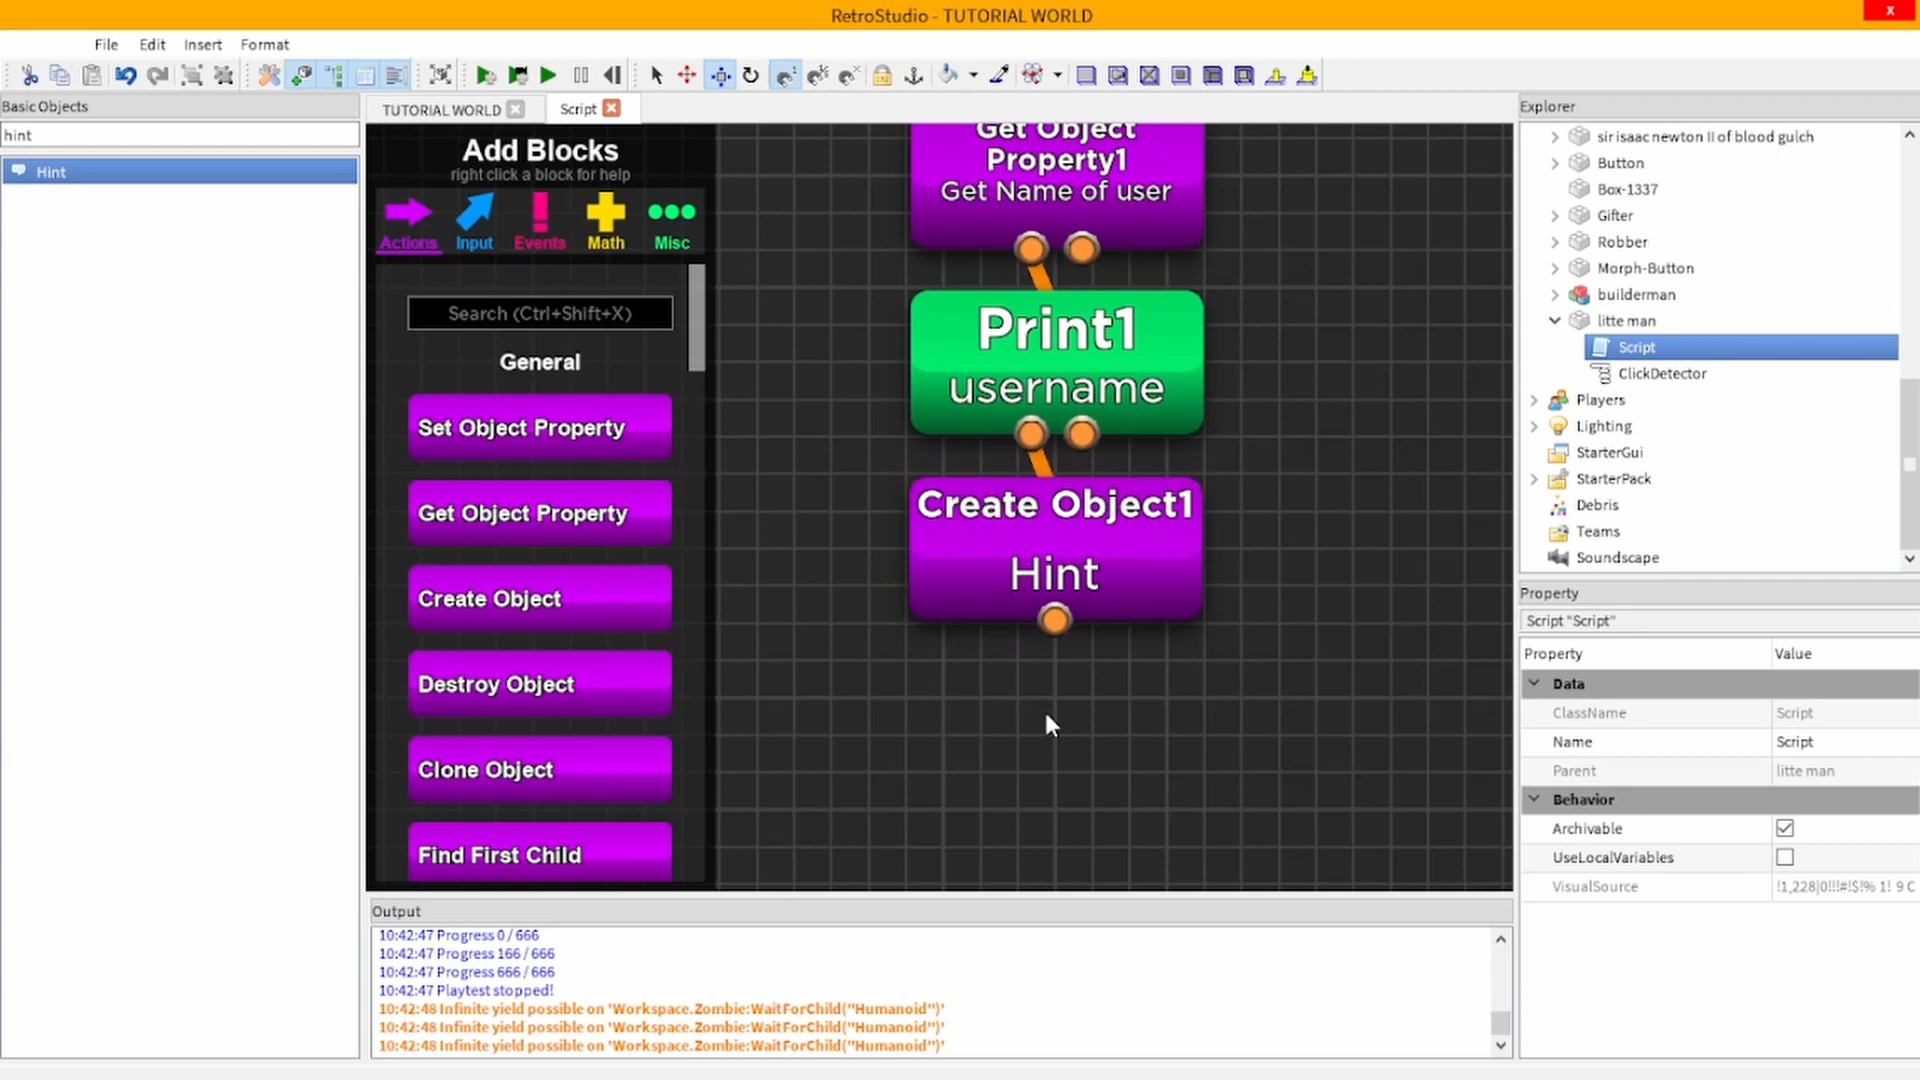 RetroStudio - TUTORIAL WORLD
x
File Edit Insert Format
Basic Objects
hint
Hint
TUTORIAL WORLD
Script
Add Blocks
right click a block for help
Actions
Input
Events
Math
Misc
Search (Ctrl+Shift+X)
General
Set Object Property
Get Object Property
Create Object
Destroy Object
Clone Object
Find First Child
Get Object
Property1
Get Name of user
Print1
username
Create Object1
Hint
Output
10:42:47 Progress 0 / 666
10:42:47 Progress 166 / 666
10:42:47 Progress 666 / 666
10:42:47 Playtest stopped!
10:42:48 Infinite yield possible on 'Workspace.Zombie:WaitForChild("Humanoid")'
10:42:48 Infinite yield possible on 'Workspace.Zombie:WaitForChild("Humanoid")'
10:42:48 Infinite yield possible on 'Workspace.Zombie:WaitForChild("Humanoid")'
Explorer
sir isaac newton II of blood gulch
Button
Box-1337
Gifter
Robber
Morph-Button
builderman
litte man
Script
ClickDetector
Players
Lighting
StarterGui
StarterPack
Debris
Teams
Soundscape
Property
Script "Script"
Property Value
Data
ClassName Script
Name Script
Parent litte man
Behavior
Archivable
UseLocalVariables
VisualSource !1,228|0!!!#!$!% 1! 9 C